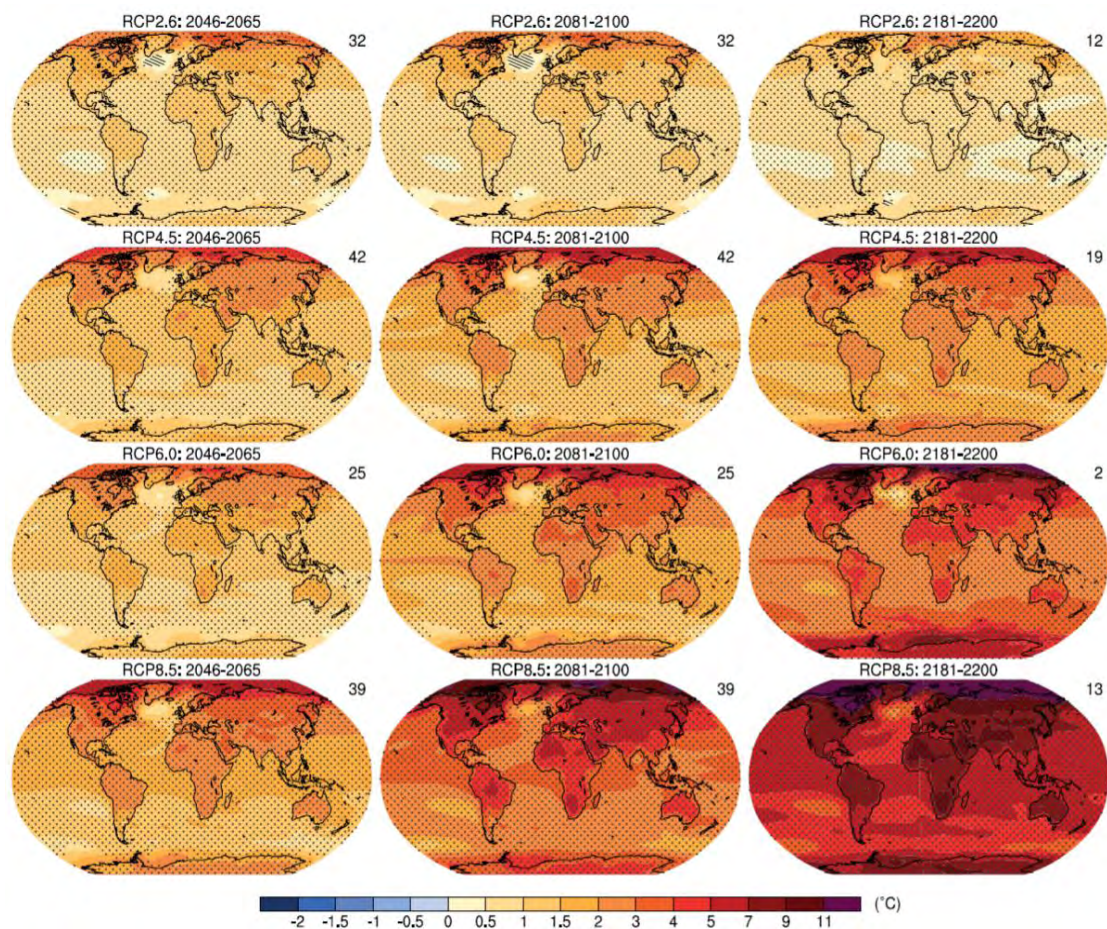 RCP2.6: 2046-2065 RCP2.6: 2081-2100 RCP2.6: 2181-2200
32 32 12
RCP4.5: 2046-2065 RCP4.5: 2081-2100 RCP4.5: 2181-2200
42 42 19
RCP6.0: 2046-2065 RCP6.0: 2081-2100 RCP6.0: 2181-2200
25 25 2
RCP8.5: 2046-2065 RCP8.5: 2081-2100 RCP8.5: 2181-2200
39 39 13
(°C)
-2 -1.5 -1 -0.5 0 0.5 1 1.5 2 3 4 5 7 9 11